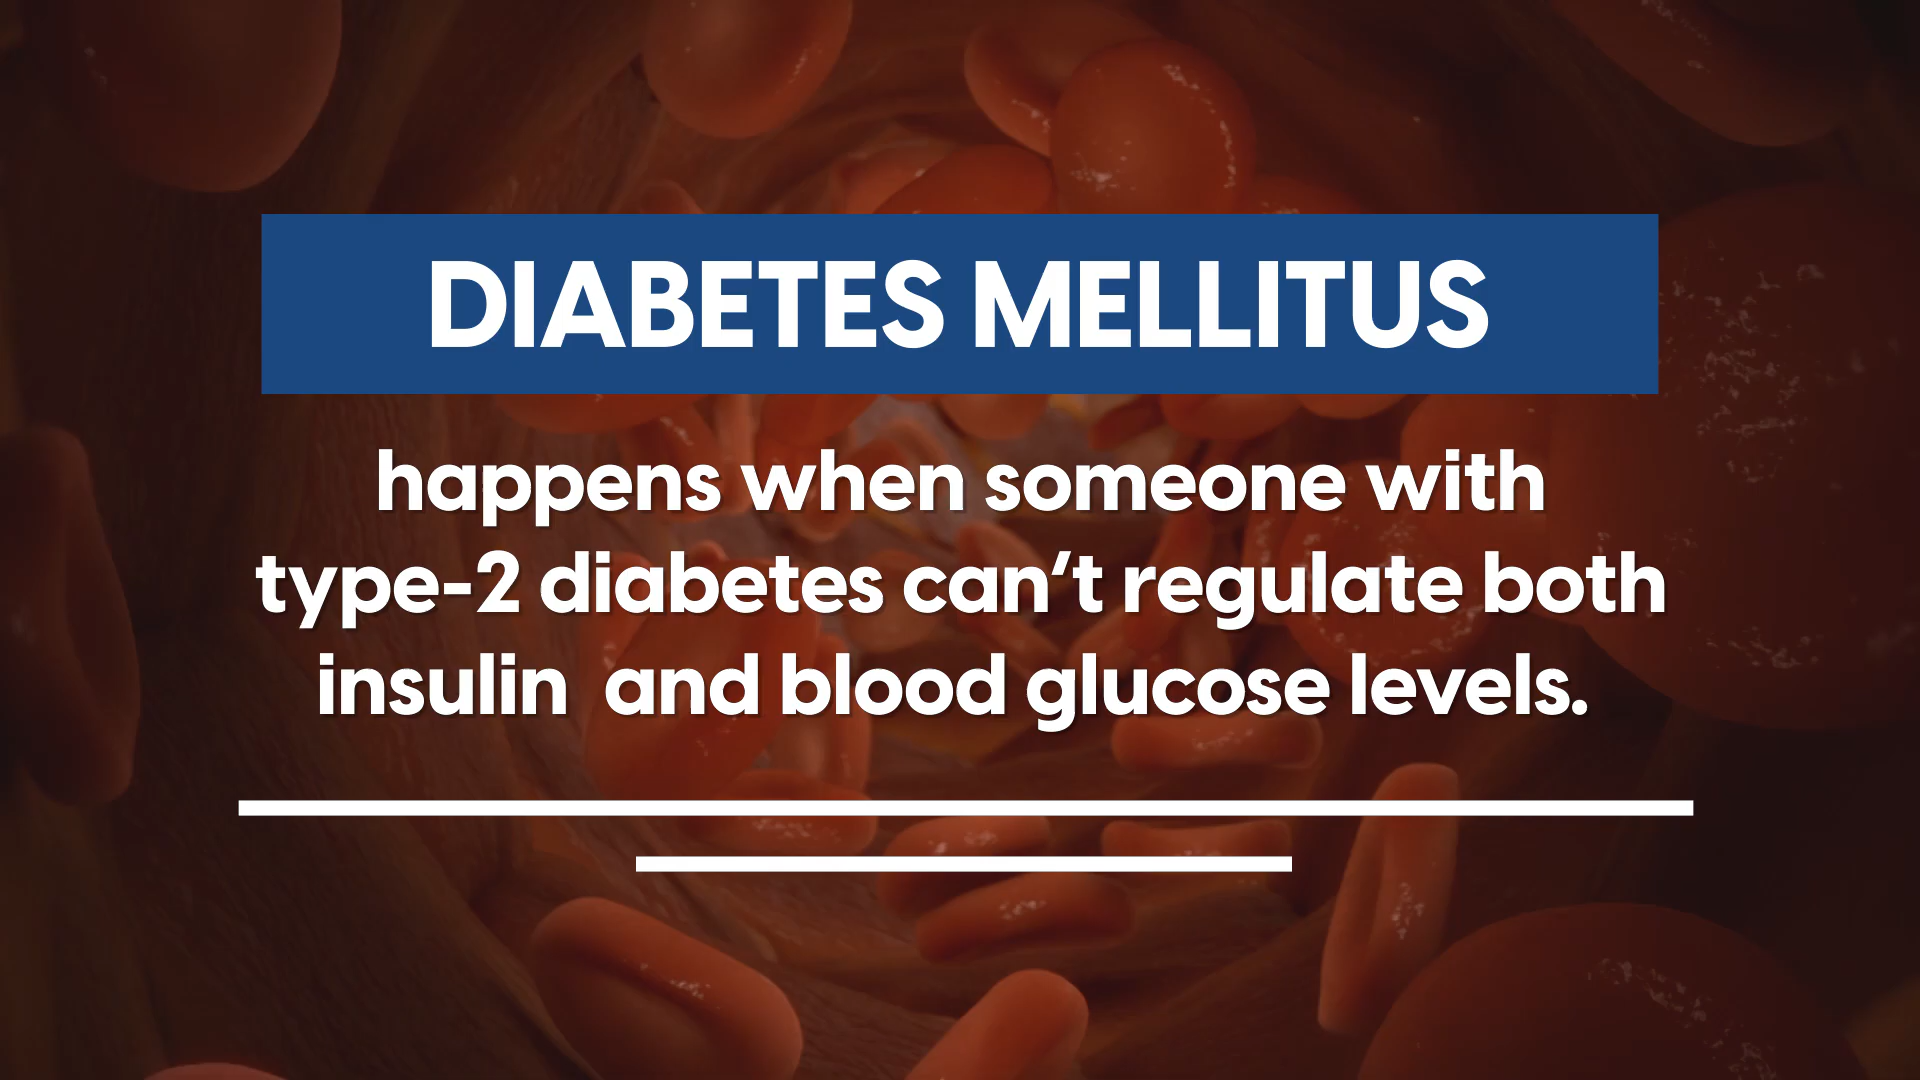 DIABETES MELLITUS
happens when someone with
type-2 diabetes can't regulate both
insulin  and blood glucose levels.